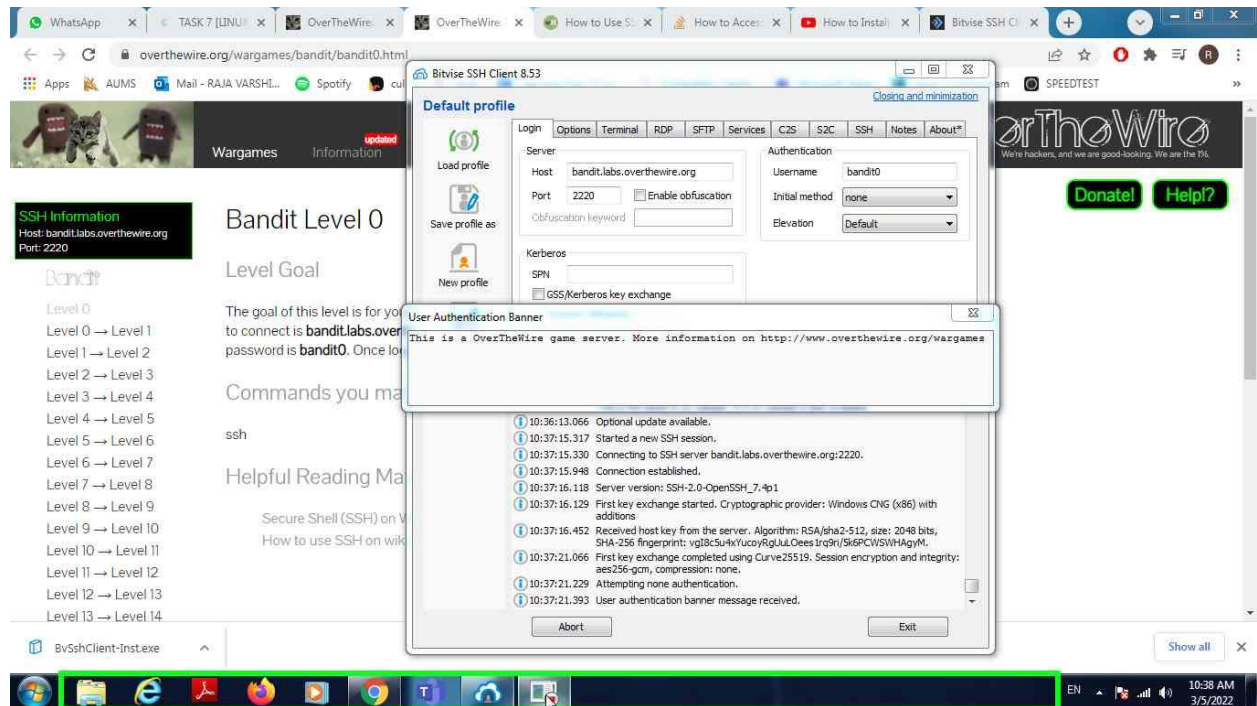 WhatsApp
TASK 7 [LINU
OverTheWire
OverTheWire
How to Use S
How to Acces
How to Install
Bitvise SSH Cl
overthewire.org/wargames/bandit/bandit0.html
Apps
AUMS
Mail - RAJA VARSHI...
Spotify
SPEEDTEST
Wargames
Information
updated
We're hackers, and we are good-looking. We are the 1%.
Donate!
Help!?
SSH Information
Host: bandit.labs.overthewire.org
Port: 2220
Bandit
Level 0
Level 0 → Level 1
Level 1 → Level 2
Level 2 → Level 3
Level 3 → Level 4
Level 4 → Level 5
Level 5 → Level 6
Level 6 → Level 7
Level 7 → Level 8
Level 8 → Level 9
Level 9 → Level 10
Level 10 → Level 11
Level 11 → Level 12
Level 12 → Level 13
Level 13 → Level 14
Bandit Level 0
Level Goal
The goal of this level is for yo
to connect is bandit.labs.over
password is bandit0. Once lo
Commands you ma
ssh
Helpful Reading Ma
Secure Shell (SSH) on W
How to use SSH on wik
Bitvise SSH Client 8.53
Default profile
Closing and minimization
Load profile
Save profile as
New profile
Login Options Terminal RDP SFTP Services C2S S2C SSH Notes About*
Server
Host bandit.labs.overthewire.org
Port 2220 Enable obfuscation
Obfuscation keyword
Authentication
Username bandit0
Initial method none
Elevation Default
Kerberos
SPN
GSS/Kerberos key exchange
User Authentication Banner
This is a OverTheWire game server. More information on http://www.overthewire.org/wargames
10:36:13.066 Optional update available.
10:37:15.317 Started a new SSH session.
10:37:15.330 Connecting to SSH server bandit.labs.overthewire.org:2220.
10:37:15.948 Connection established.
10:37:16.118 Server version: SSH-2.0-OpenSSH_7.4p1
10:37:16.129 First key exchange started. Cryptographic provider: Windows CNG (x86) with
additions
10:37:16.452 Received host key from the server. Algorithm: RSA/sha2-512, size: 2048 bits,
SHA-256 fingerprint:
10:37:21.066 First key exchange completed using Curve25519. Session encryption and integrity:
aes256-gcm, compression: none.
10:37:21.229 Attempting none authentication.
10:37:21.393 User authentication banner message received.
Abort
Exit
BvSshClient-Inst.exe
Show all
EN
10:38 AM
3/5/2022